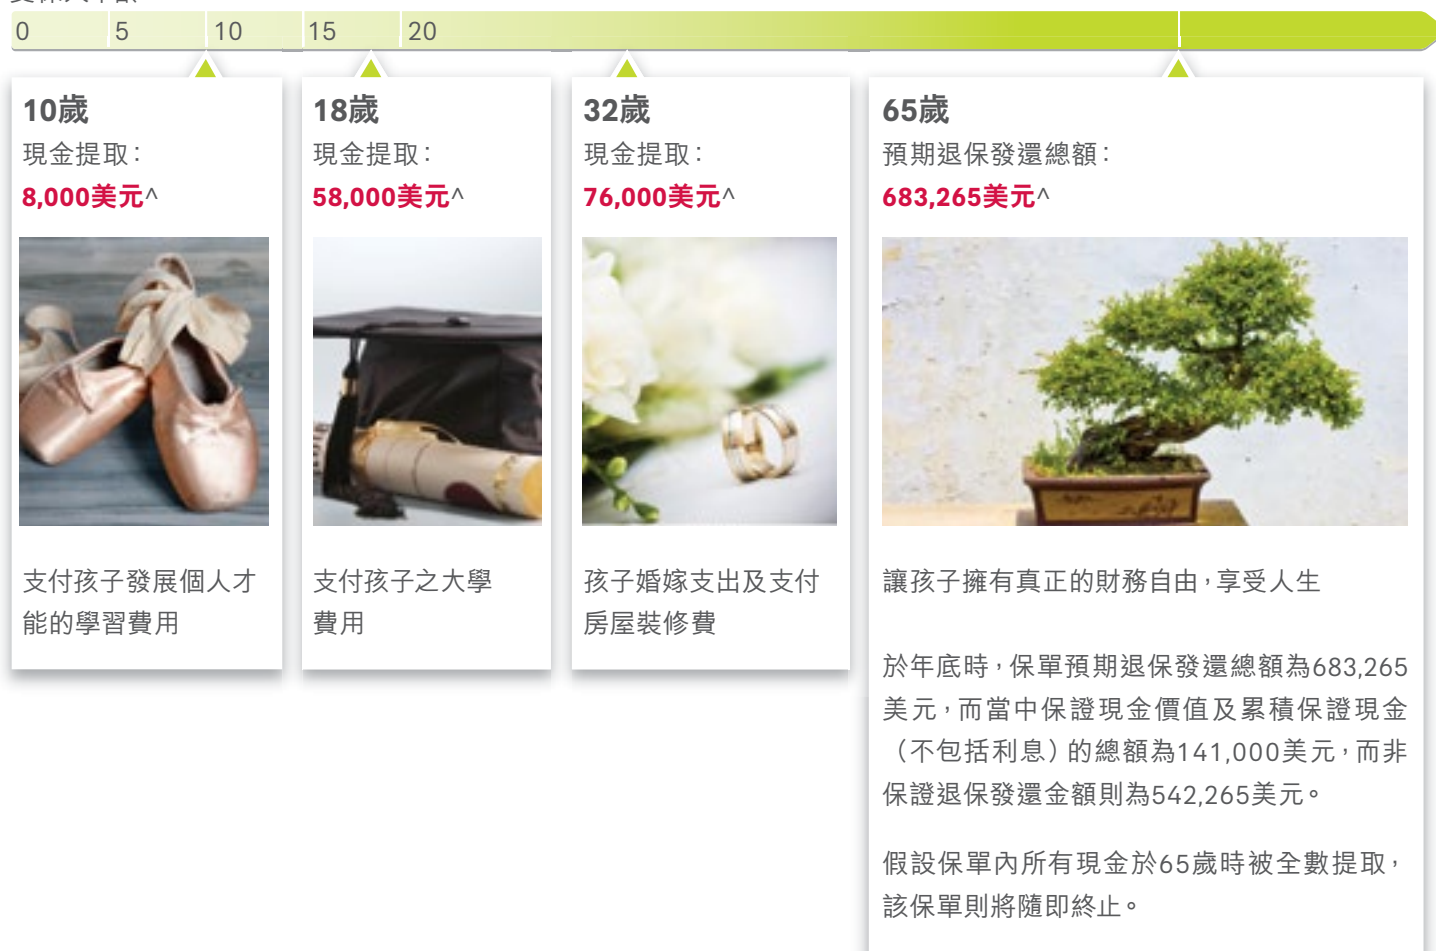 0 5 10 15 20
10歲
現金提取：
8,000美元^
支付孩子發展個人才
能的學習費用
18歲
現金提取：
58,000美元^
支付孩子之大學
費用
32歲
現金提取：
76,000美元^
孩子婚嫁支出及支付
房屋裝修費
65歲
預期退保發還總額：
683,265美元^
讓孩子擁有真正的財務自由，享受人生
於年底時，保單預期退保發還總額為683,265
美元，而當中保證現金價值及累積保證現金
（不包括利息）的總額為141,000美元，而非
保證退保發還金額則為542,265美元。
假設保單內所有現金於65歲時被全數提取，
該保單則將隨即終止。